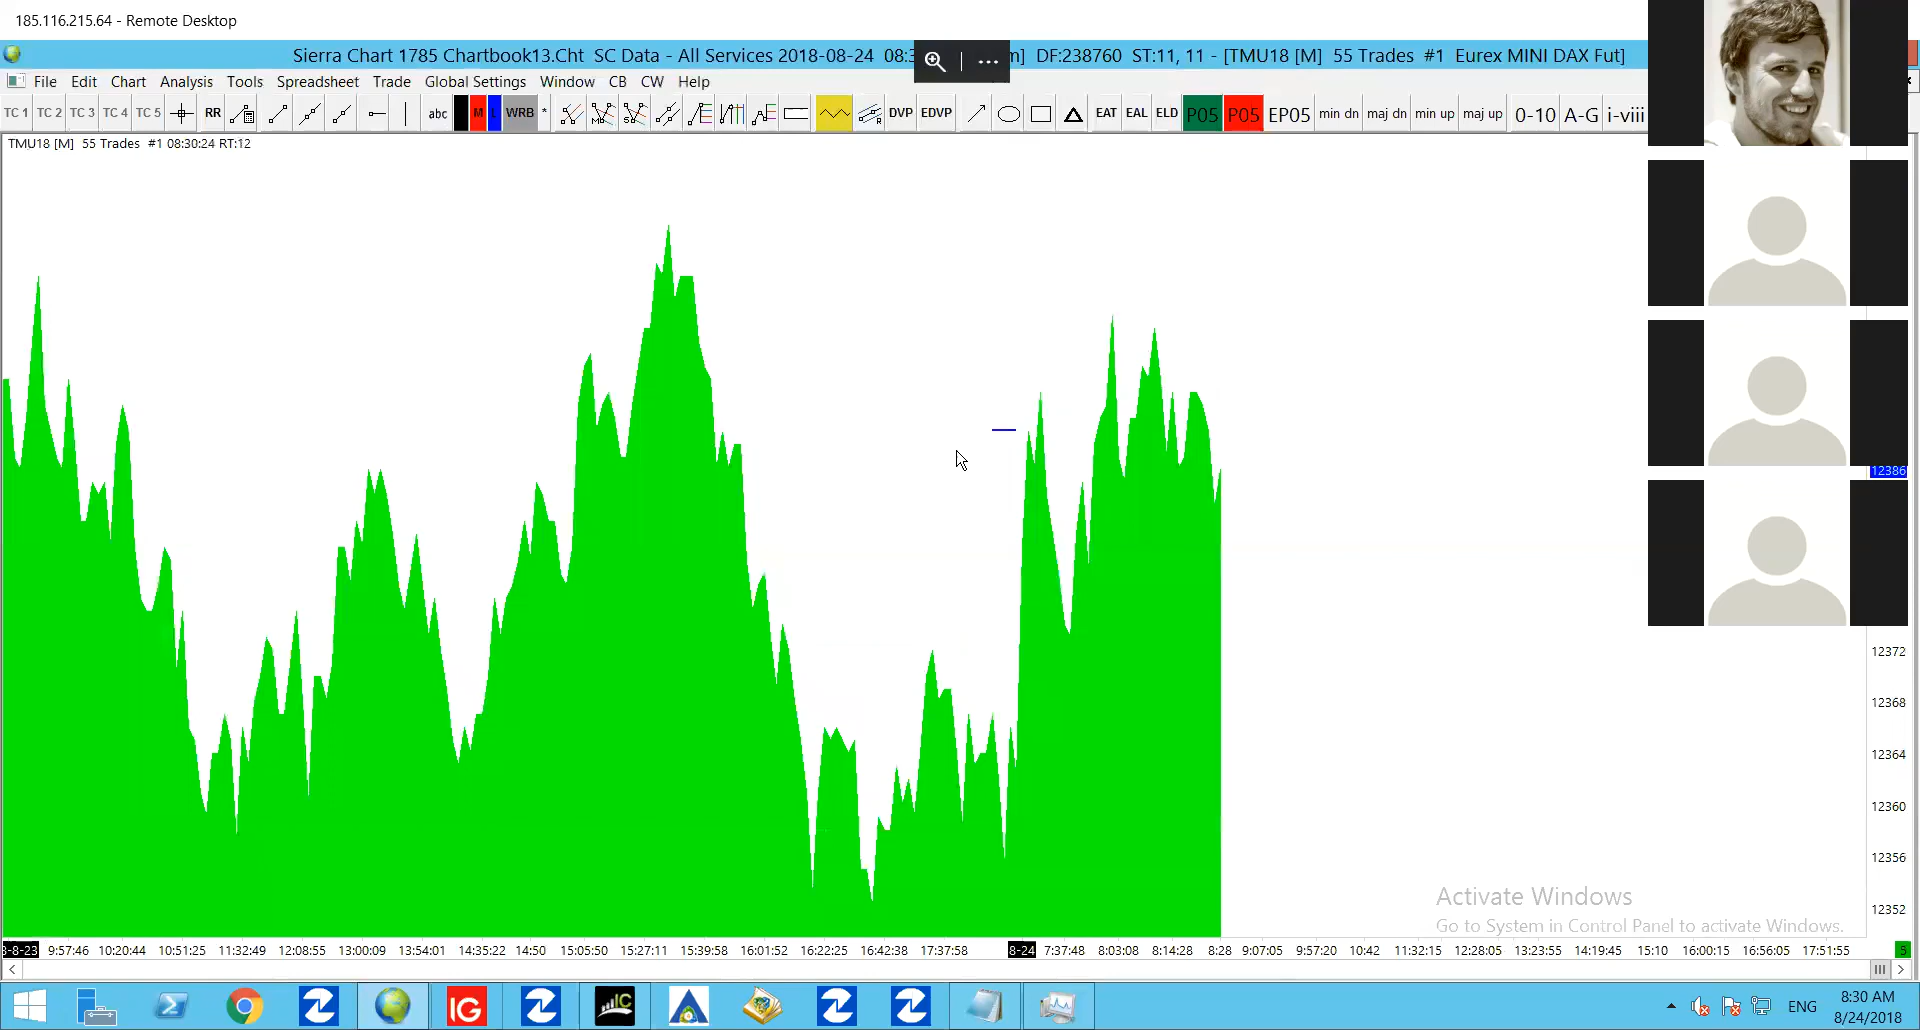 185.116.215.64 - Remote Desktop
Sierra Chart 1785 Chartbook13.Cht SC Data - All Services 2018-08-24 08:3 m] DF:238760 ST:11, 11 - [TMU18 [M] 55 Trades #1 Eurex MINI DAX Fut]
File Edit Chart Analysis Tools Spreadsheet Trade Global Settings Window CB CW Help
TC 1 TC 2 TC 3 TC 4 TC 5 RR abc M L WRB * DVP EDVP EAT EAL ELD P05 P05 EP05 min dn maj dn min up maj up 0-10 A-G i-viii
TMU18 [M] 55 Trades #1 08:30:24 RT:12
12386
12372
12368
12364
12360
12356
12352
Activate Windows
Go to System in Control Panel to activate Windows.
8-8-23 9:57:46 10:20:44 10:51:25 11:32:49 12:08:55 13:00:09 13:54:01 14:35:22 14:50 15:05:50 15:27:11 15:39:58 16:01:52 16:22:25 16:42:38 17:37:58 8-24 7:37:48 8:03:08 8:14:28 8:28 9:07:05 9:57:20 10:42 11:32:15 12:28:05 13:23:55 14:19:45 15:10 16:00:15 16:56:05 17:51:55 5
IG IC ENG 8:30 AM
8/24/2018